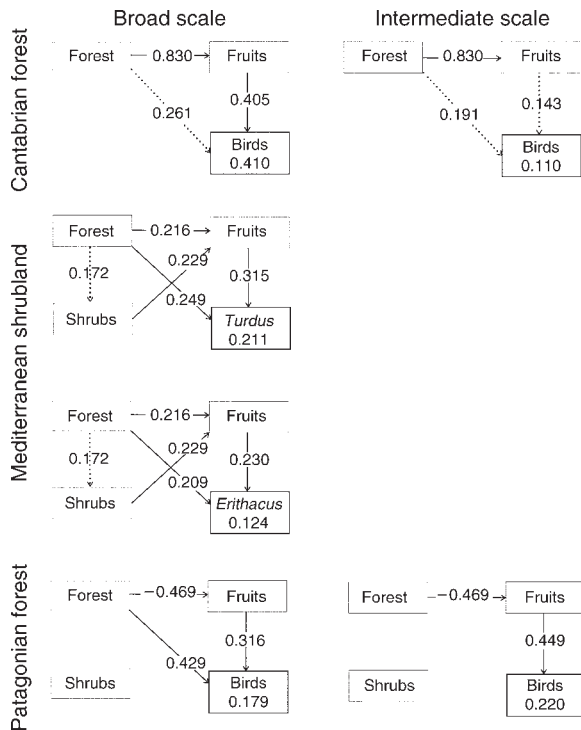 Broad scale
Intermediate scale
Cantabrian forest
Forest
0.830
Fruits
0.261
0.405
Birds
0.410
Forest
0.830
Fruits
0.191
0.143
Birds
0.110
Mediterranean shrubland
Forest
0.216
Fruits
0.172
0.229
0.315
0.249
Shrubs
Turdus
0.211
Forest
0.216
Fruits
0.172
0.229
0.230
0.209
Shrubs
Erithacus
0.124
Patagonian forest
Forest
−0.469
Fruits
0.316
0.429
Shrubs
Birds
0.179
Forest
−0.469
Fruits
0.449
Shrubs
Birds
0.220